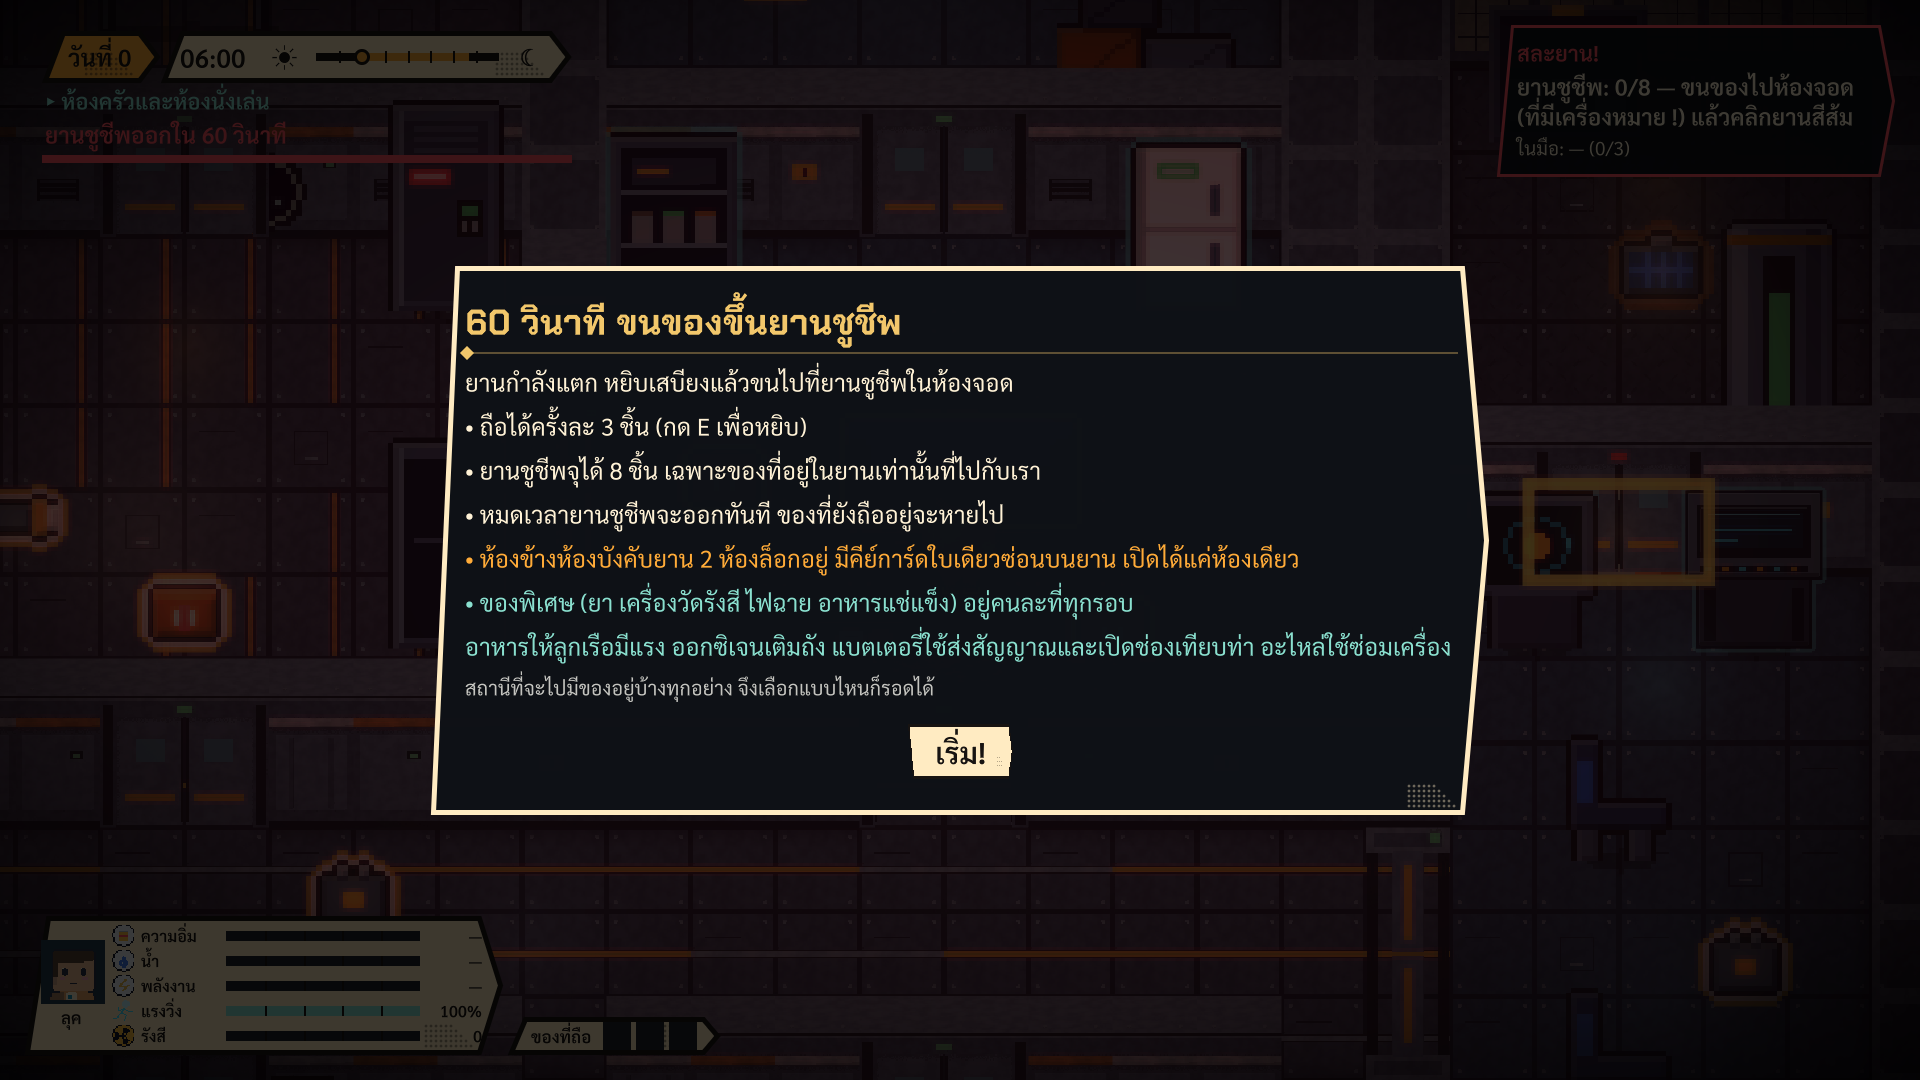 วันที่ 0
06:00
▸ ห้องครัวและห้องนั่งเล่น
ยานชูชีพออกใน 60 วินาที
สละยาน!
ยานชูชีพ: 0/8 — ขนของไปห้องจอด
(ที่มีเครื่องหมาย !) แล้วคลิกยานสีส้ม
ในมือ: — (0/3)
60 วินาที ขนของขึ้นยานชูชีพ
ยานกำลังแตก หยิบเสบียงแล้วขนไปที่ยานชูชีพในห้องจอด
• ถือได้ครั้งละ 3 ชิ้น (กด E เพื่อหยิบ)
• ยานชูชีพจุได้ 8 ชิ้น เฉพาะของที่อยู่ในยานเท่านั้นที่ไปกับเรา
• หมดเวลายานชูชีพจะออกทันที ของที่ยังถืออยู่จะหายไป
• ห้องข้างห้องบังคับยาน 2 ห้องล็อกอยู่ มีคีย์การ์ดใบเดียวซ่อนบนยาน เปิดได้แค่ห้องเดียว
• ของพิเศษ (ยา เครื่องวัดรังสี ไฟฉาย อาหารแช่แข็ง) อยู่คนละที่ทุกรอบ
อาหารให้ลูกเรือมีแรง ออกซิเจนเติมถัง แบตเตอรี่ใช้ส่งสัญญาณและเปิดช่องเทียบท่า อะไหล่ใช้ซ่อมเครื่อง
สถานีที่จะไปมีของอยู่บ้างทุกอย่าง จึงเลือกแบบไหนก็รอดได้
เริ่ม!
ความอิ่ม —
น้ำ —
พลังงาน —
แรงวิ่ง 100%
รังสี 0
ลุค
ของที่ถือ